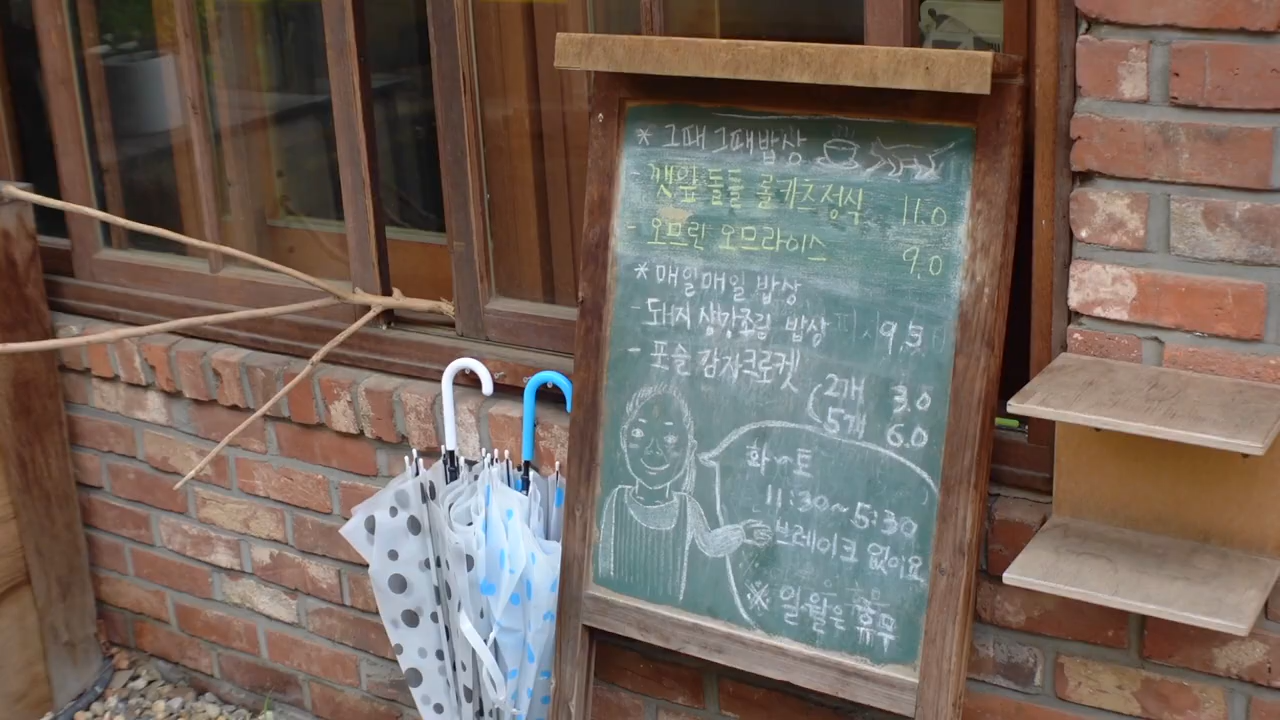 * 그때그때밥상
- 깻잎 돌돌 롤카츠정식 11.0
- 오므린 오므라이스 9.0
* 매일매일 밥상
- 돼지 생강조림 밥상 9.5
- 포슬 감자크로켓
(2개 3.0
5개 6.0
화~토
11:30~5:30
브레이크 없어요
※ 일·월은 휴무